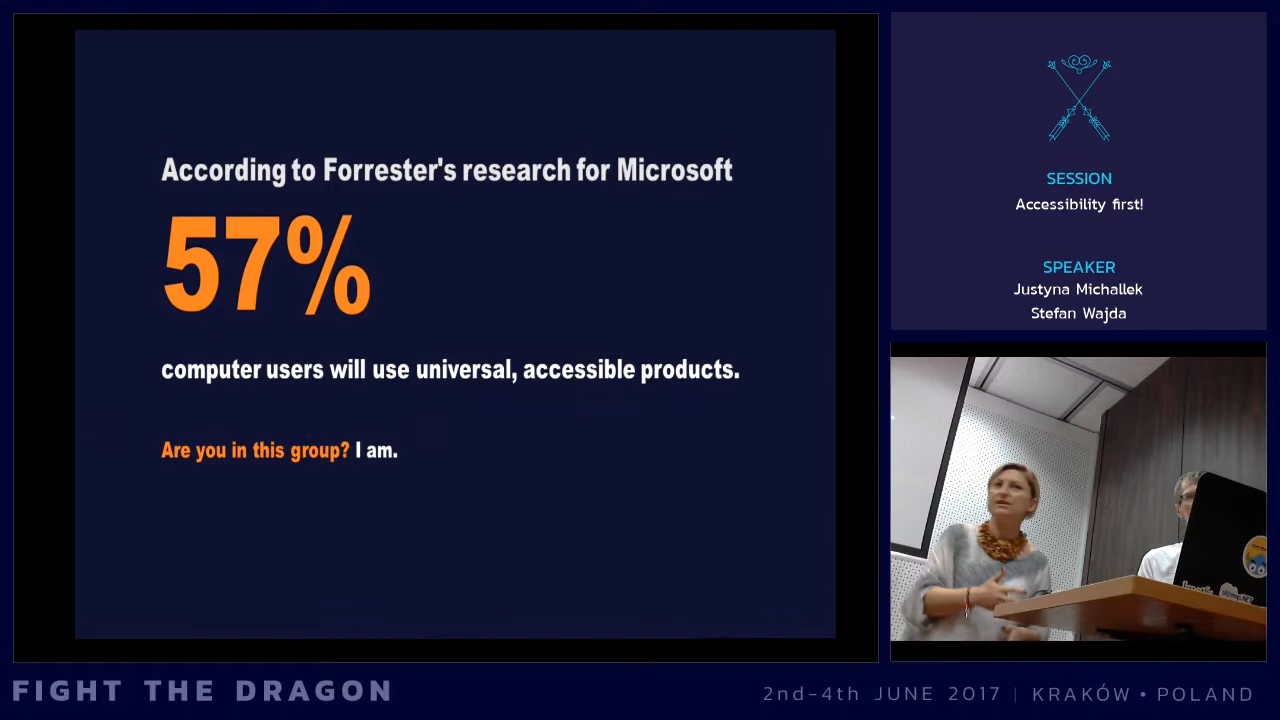 According to Forrester's research for Microsoft
57%
computer users will use universal, accessible products.
Are you in this group? I am.
SESSION
Accessibility first!
SPEAKER
Justyna Michallek
Stefan Wajda
FIGHT THE DRAGON
2nd-4th JUNE 2017 | KRAKÓW • POLAND